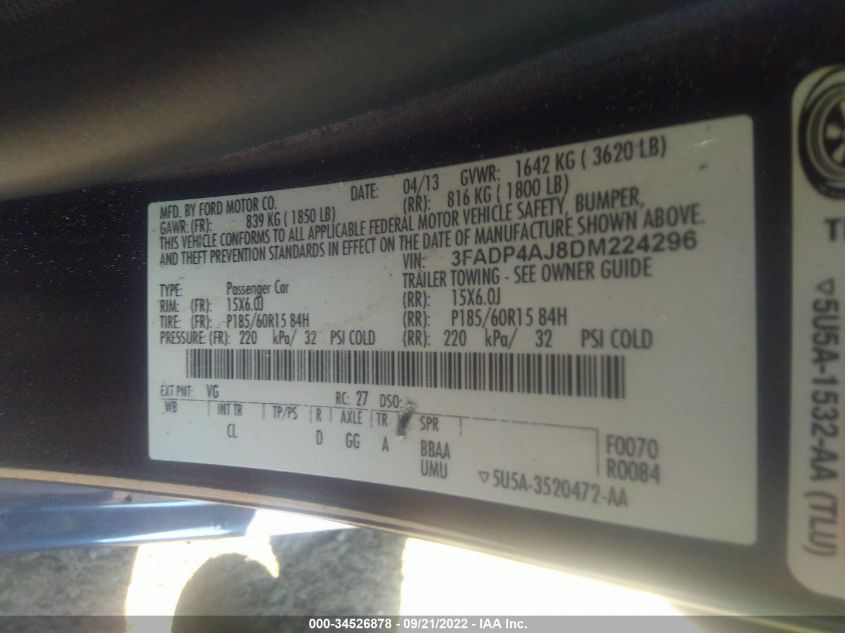 MFD. BY FORD MOTOR CO. DATE: 04/13 GVWR: 1642 KG ( 3620 LB)
GAWR: (FR): 839 KG ( 1850 LB) (RR): 816 KG ( 1800 LB)
THIS VEHICLE CONFORMS TO ALL APPLICABLE FEDERAL MOTOR VEHICLE SAFETY, BUMPER,
AND THEFT PREVENTION STANDARDS IN EFFECT ON THE DATE OF MANUFACTURE SHOWN ABOVE.
VIN: 3FADP4AJ8DM224296
TYPE: Passenger Car TRAILER TOWING - SEE OWNER GUIDE
RIM: (FR): 15X6.0J (RR): 15X6.0J
TIRE: (FR): P185/60R15 84H (RR): P185/60R15 84H
PRESSURE: (FR): 220 kPa/ 32 PSI COLD (RR): 220 kPa/ 32 PSI COLD
EXT PNT: VG RC: 27 DSO:
WB INT TR TP/PS R AXLE TR SPR
CL D GG A BBAA F0070
UMU R0084
▽5U5A-3520472-AA
▽5U5A-1532-AA (TLU)
000-34526878 - 09/21/2022 - IAA Inc.